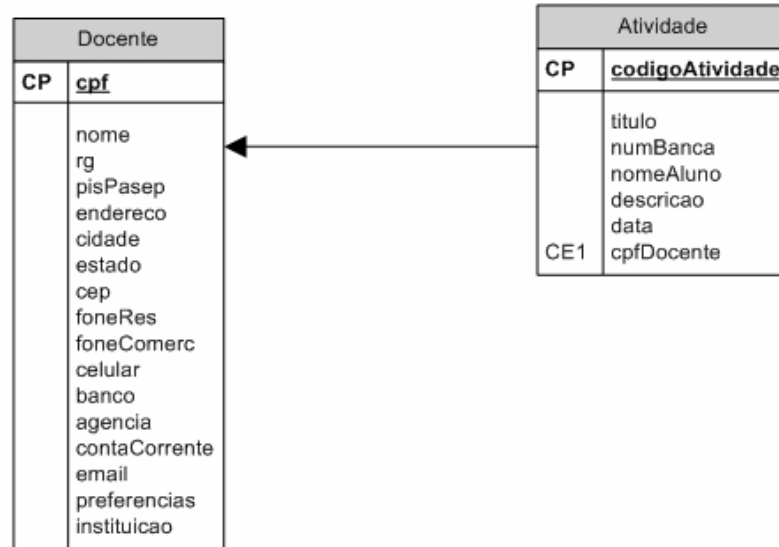 Docente
CP cpf
nome
rg
pisPasep
endereco
cidade
estado
cep
foneRes
foneComerc
celular
banco
agencia
contaCorrente
email
preferencias
instituicao
Atividade
CP codigoAtividade
titulo
numBanca
nomeAluno
descricao
data
CE1 cpfDocente